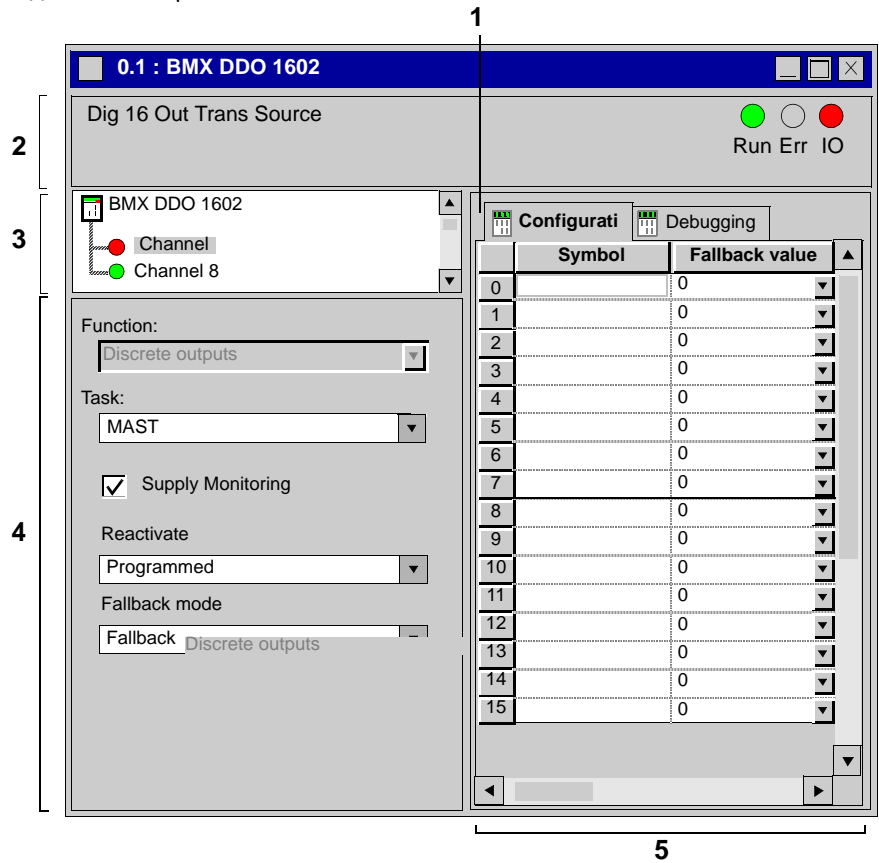 1
0.1 : BMX DDO 1602
2
Dig 16 Out Trans Source
Run Err IO
3
BMX DDO 1602
Channel
Channel 8
Configurati
Debugging
Symbol
Fallback value
4
Function:
Discrete outputs
Task:
MAST
Supply Monitoring
Reactivate
Programmed
Fallback mode
Fallback
Discrete outputs
0 0
1 0
2 0
3 0
4 0
5 0
6 0
7 0
8 0
9 0
10 0
11 0
12 0
13 0
14 0
15 0
5